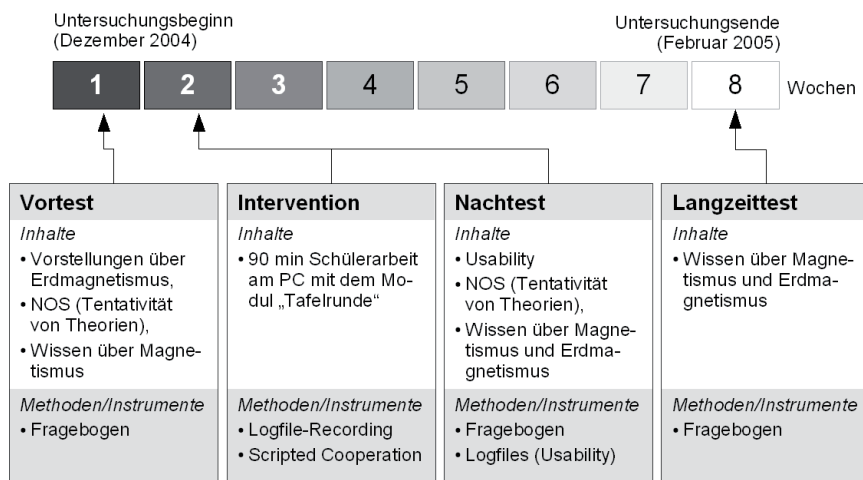 Untersuchungsbeginn
(Dezember 2004)
Untersuchungsende
(Februar 2005)
1 2 3 4 5 6 7 8 Wochen
Vortest
Inhalte
• Vorstellungen über
Erdmagnetismus,
• NOS (Tentativität
von Theorien),
• Wissen über Magne-
tismus
Methoden/Instrumente
• Fragebogen
Intervention
Inhalte
• 90 min Schülerarbeit
am PC mit dem Mo-
dul „Tafelrunde“
Methoden/Instrumente
• Logfile-Recording
• Scripted Cooperation
Nachtest
Inhalte
• Usability
• NOS (Tentativität
von Theorien),
• Wissen über Magne-
tismus und Erdma-
gnetismus
Methoden/Instrumente
• Fragebogen
• Logfiles (Usability)
Langzeittest
Inhalte
• Wissen über Magne-
tismus und Erdma-
gnetismus
Methoden/Instrumente
• Fragebogen